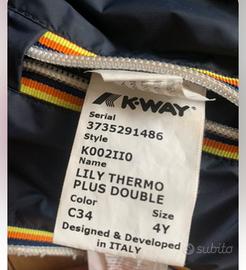 K-WAY®
Serial
3735291486
Style
K002II0
Name
LILY THERMO
PLUS DOUBLE
Color Size
C34 4Y
Designed & Developed
in ITALY
subito